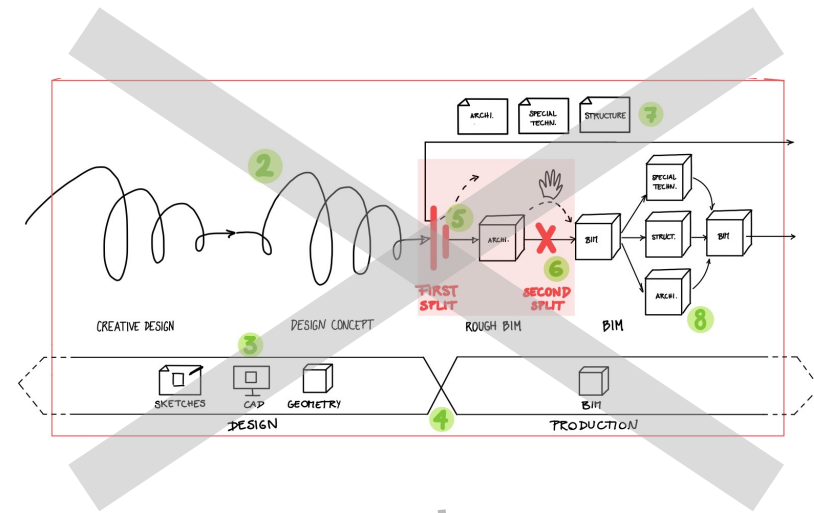 ARCHI.
SPECIAL
TECHN.
STRUCTURE
7
2
SPECIAL
TECHN.
5
ARCHI.
BIM
STRUCT.
BIM
6
FIRST
SPLIT
SECOND
SPLIT
ARCHI.
8
CREATIVE DESIGN
DESIGN CONCEPT
ROUGH BIM
BIM
3
SKETCHES
CAD
GEOMETRY
BIM
4
DESIGN
PRODUCTION